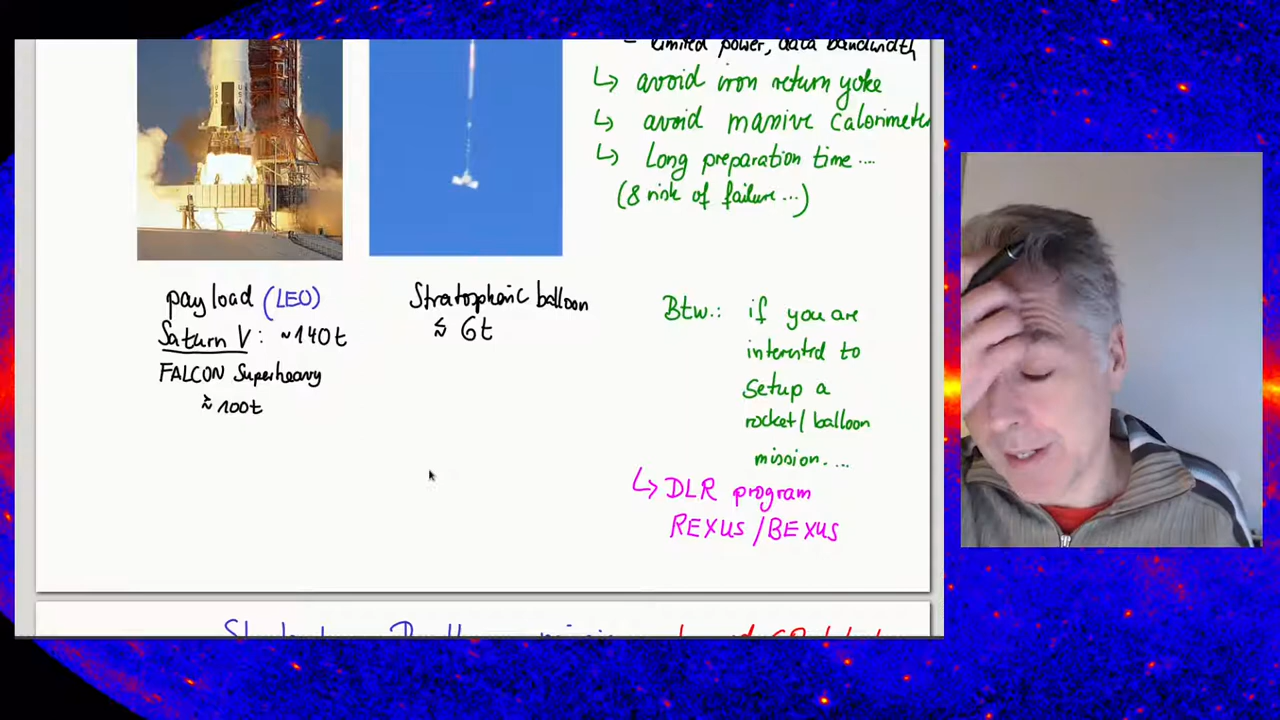 USA
USA
payload (LEO)
Saturn V: ~140t
FALCON Superheavy
≳ 100t
Stratospheric balloon
≲ 6t
- limited power, data bandwidth
↳ avoid iron return yoke
↳ avoid massive calorimeter
↳ Long preparation time ....
(& risk of failure ...)
Btw.: if you are
interested to
setup a
rocket/balloon
mission. ...
↳ DLR program
REXUS/BEXUS